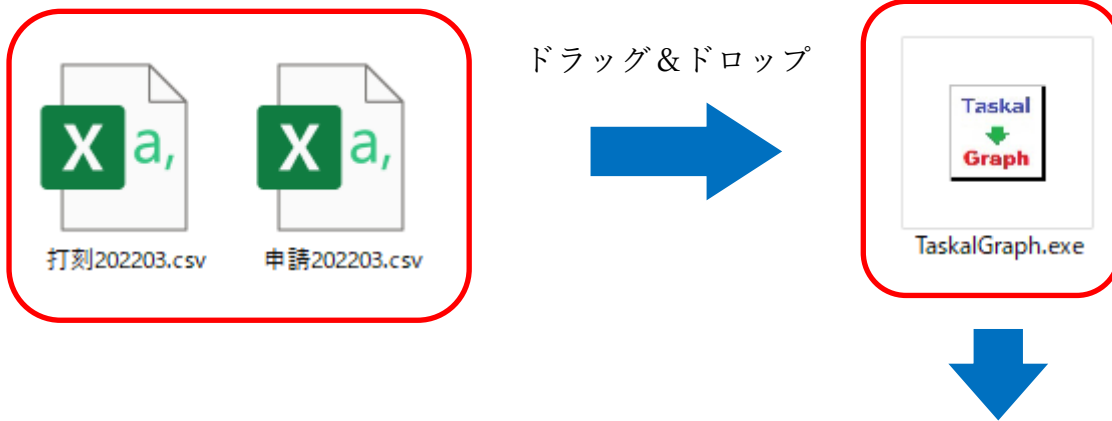 ドラッグ&ドロップ
X a,
X a,
打刻202203.csv
申請202203.csv
Taskal
Graph
TaskalGraph.exe